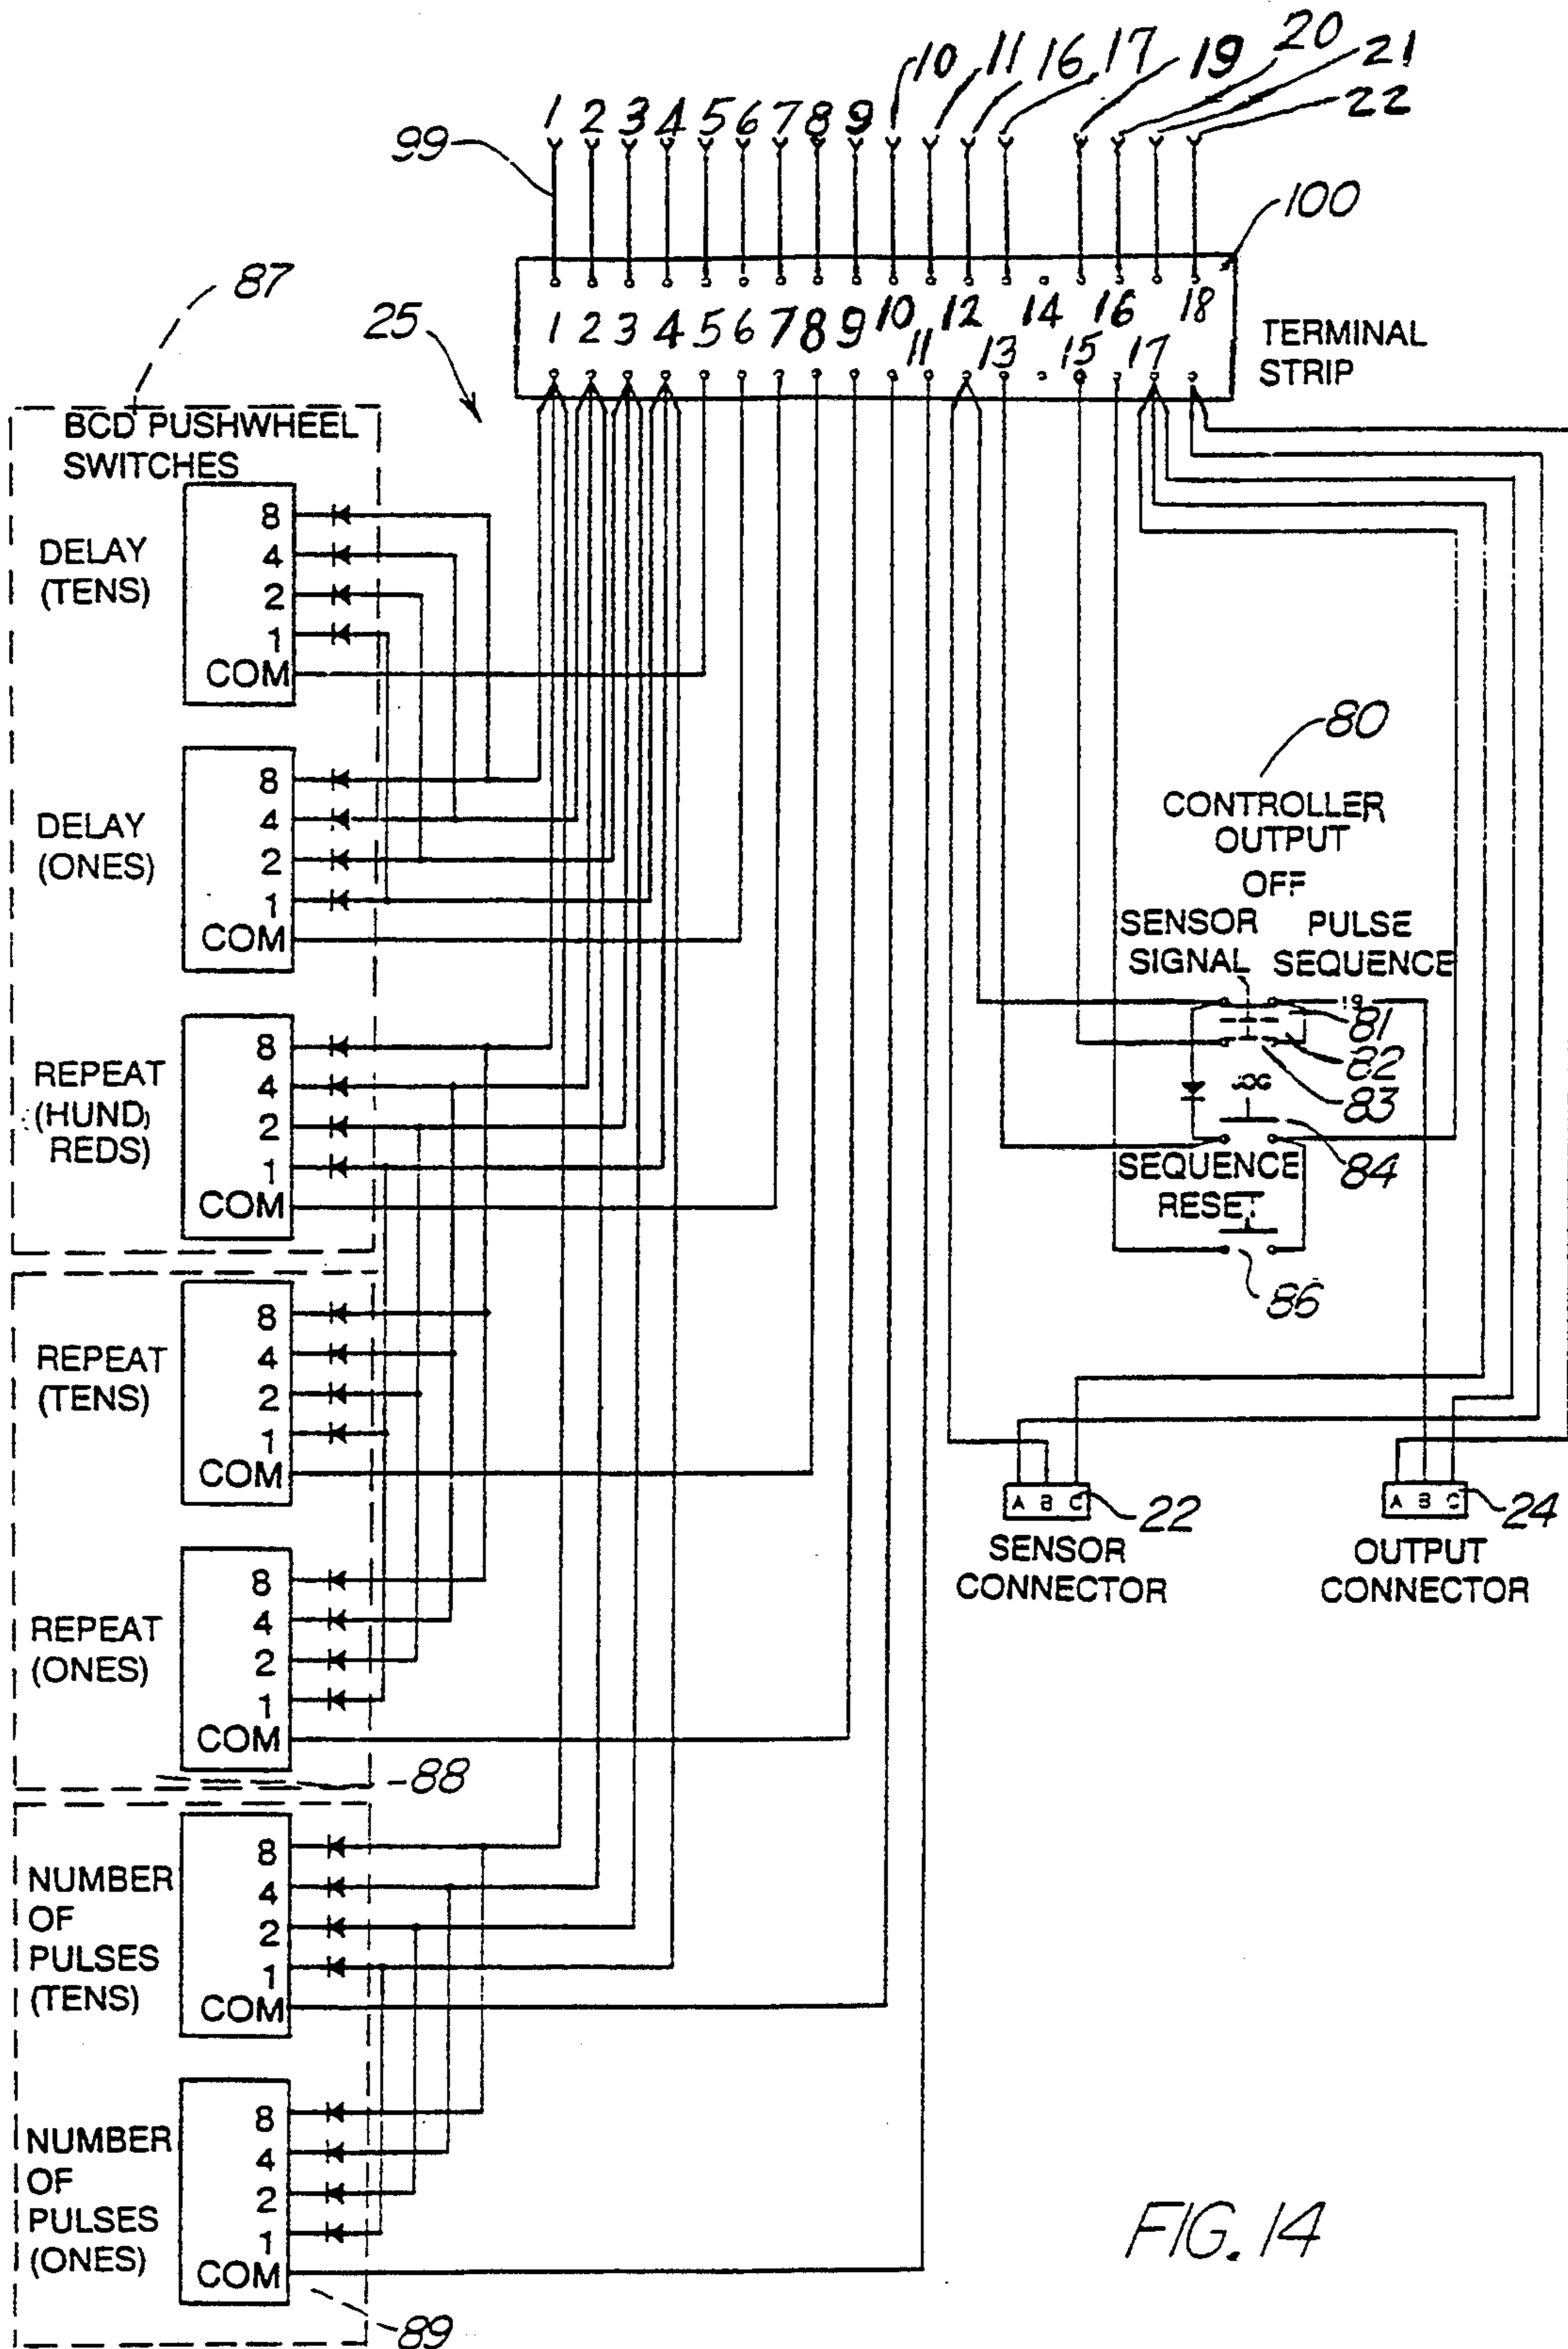 1 2 3 4 5 6 7 8 9 10 11 16 17 19 20 21 22
99
100
87
25
1 2 3 4 5 6 7 8 9 10 11 12 13 14 15 16 17 18
TERMINAL
STRIP
BCD PUSHWHEEL
SWITCHES
DELAY
(TENS)
8
4
2
1
COM
DELAY
(ONES)
8
4
2
1
COM
REPEAT
(HUND,
REDS)
8
4
2
1
COM
REPEAT
(TENS)
8
4
2
1
COM
REPEAT
(ONES)
8
4
2
1
COM
88
NUMBER
OF
PULSES
(TENS)
8
4
2
1
COM
NUMBER
OF
PULSES
(ONES)
8
4
2
1
COM
89
80
CONTROLLER
OUTPUT
OFF
SENSOR
SIGNAL
PULSE
SEQUENCE
19
81
82
83
JOG
84
SEQUENCE
RESET
86
A B C
22
SENSOR
CONNECTOR
A B C
24
OUTPUT
CONNECTOR
FIG. 14